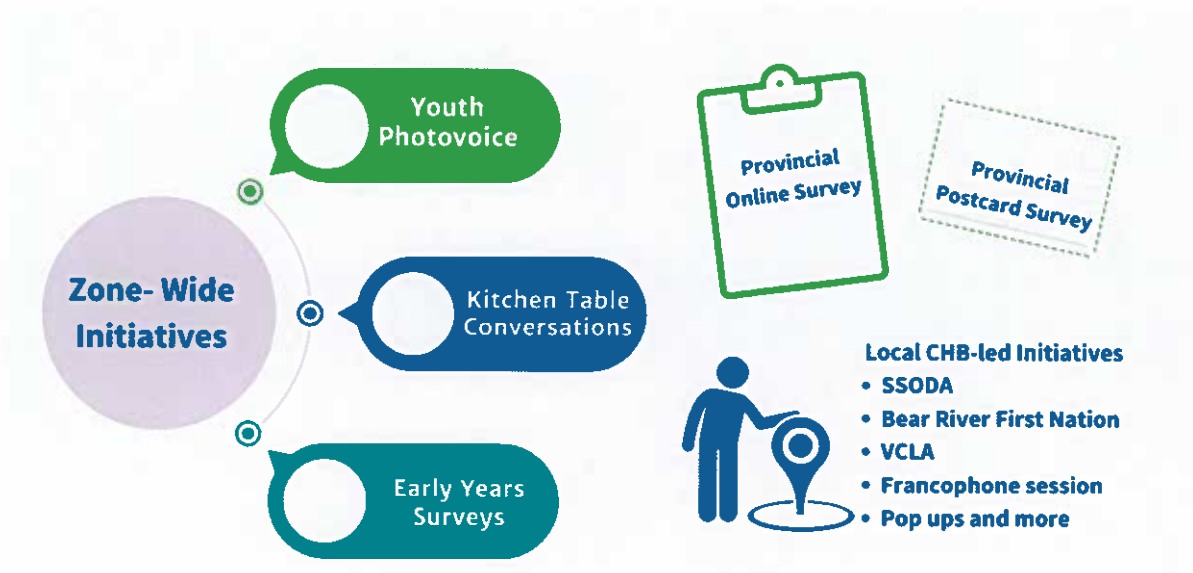 Zone- Wide
Initiatives
Youth
Photovoice
Kitchen Table
Conversations
Early Years
Surveys
Provincial
Online Survey
Provincial
Postcard Survey
Local CHB-led Initiatives
• SSODA
• Bear River First Nation
• VCLA
• Francophone session
• Pop ups and more